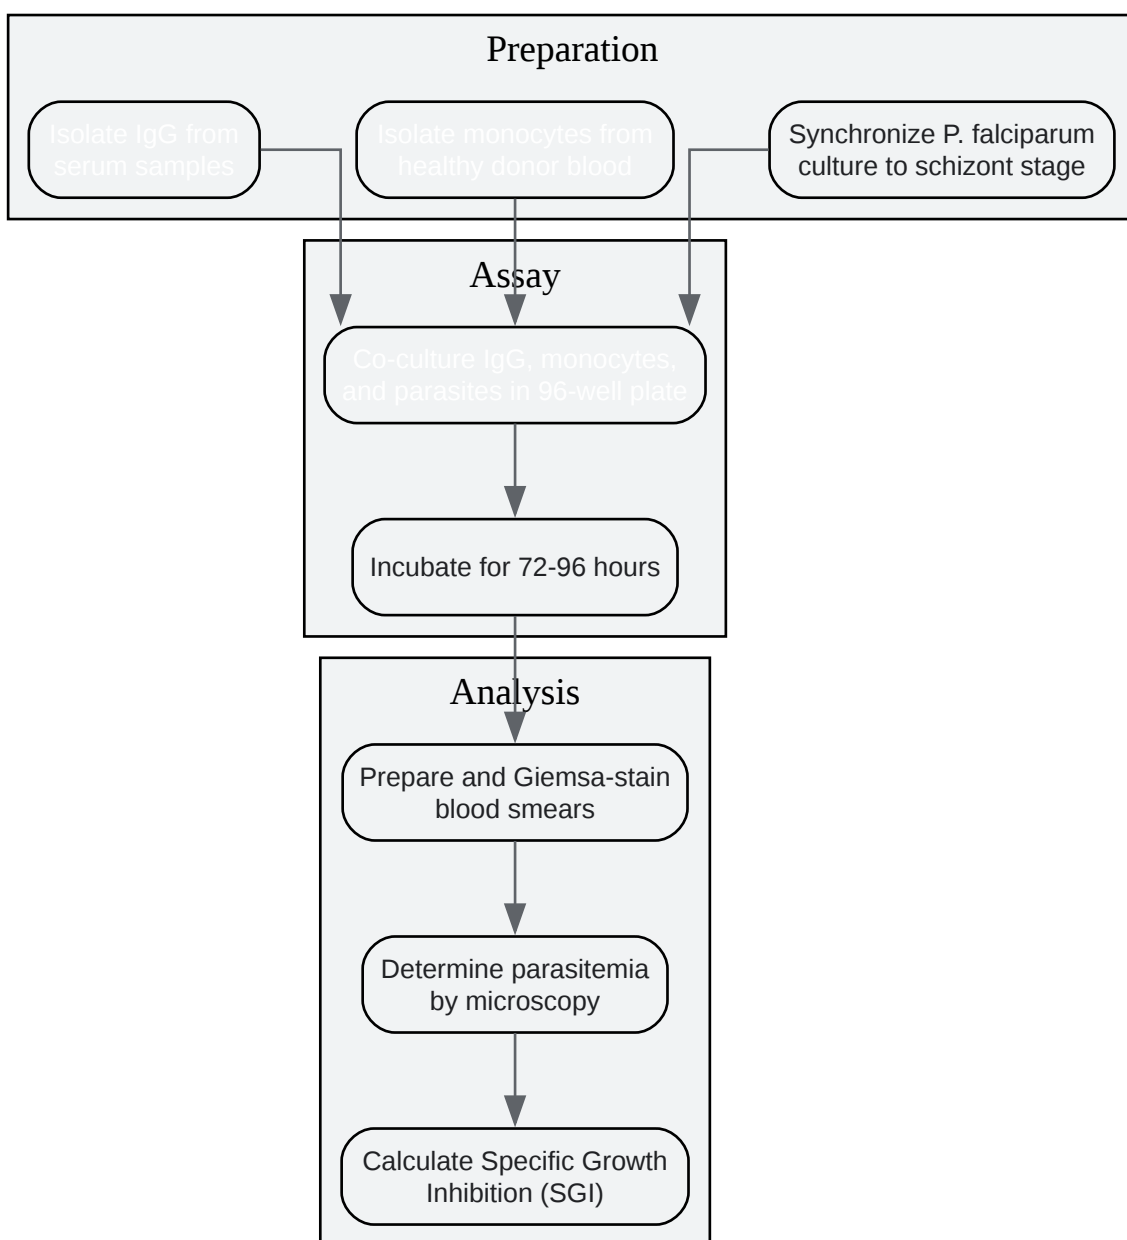 Preparation
Isolate IgG from
serum samples
Isolate monocytes from
healthy donor blood
Synchronize P. falciparum
culture to schizont stage
Assay
Co-culture IgG, monocytes,
and parasites in 96-well plate
Incubate for 72-96 hours
Analysis
Prepare and Giemsa-stain
blood smears
Determine parasitemia
by microscopy
Calculate Specific Growth
Inhibition (SGI)